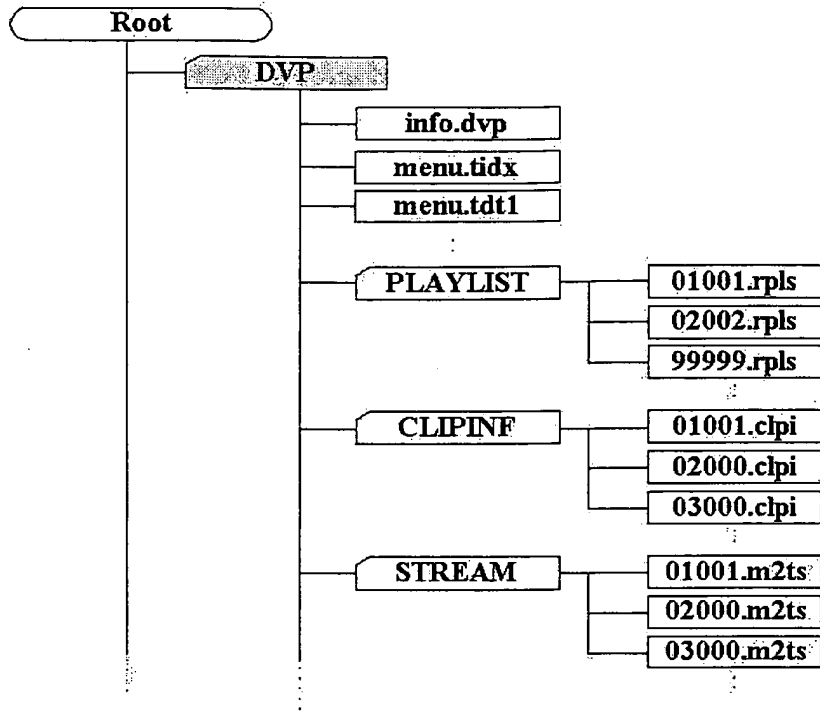 Root
DVP
info.dvp
menu.tidx
menu.tdt1
PLAYLIST
01001.rpls
02002.rpls
99999.rpls
CLIPINF
01001.clpi
02000.clpi
03000.clpi
STREAM
01001.m2ts
02000.m2ts
03000.m2ts